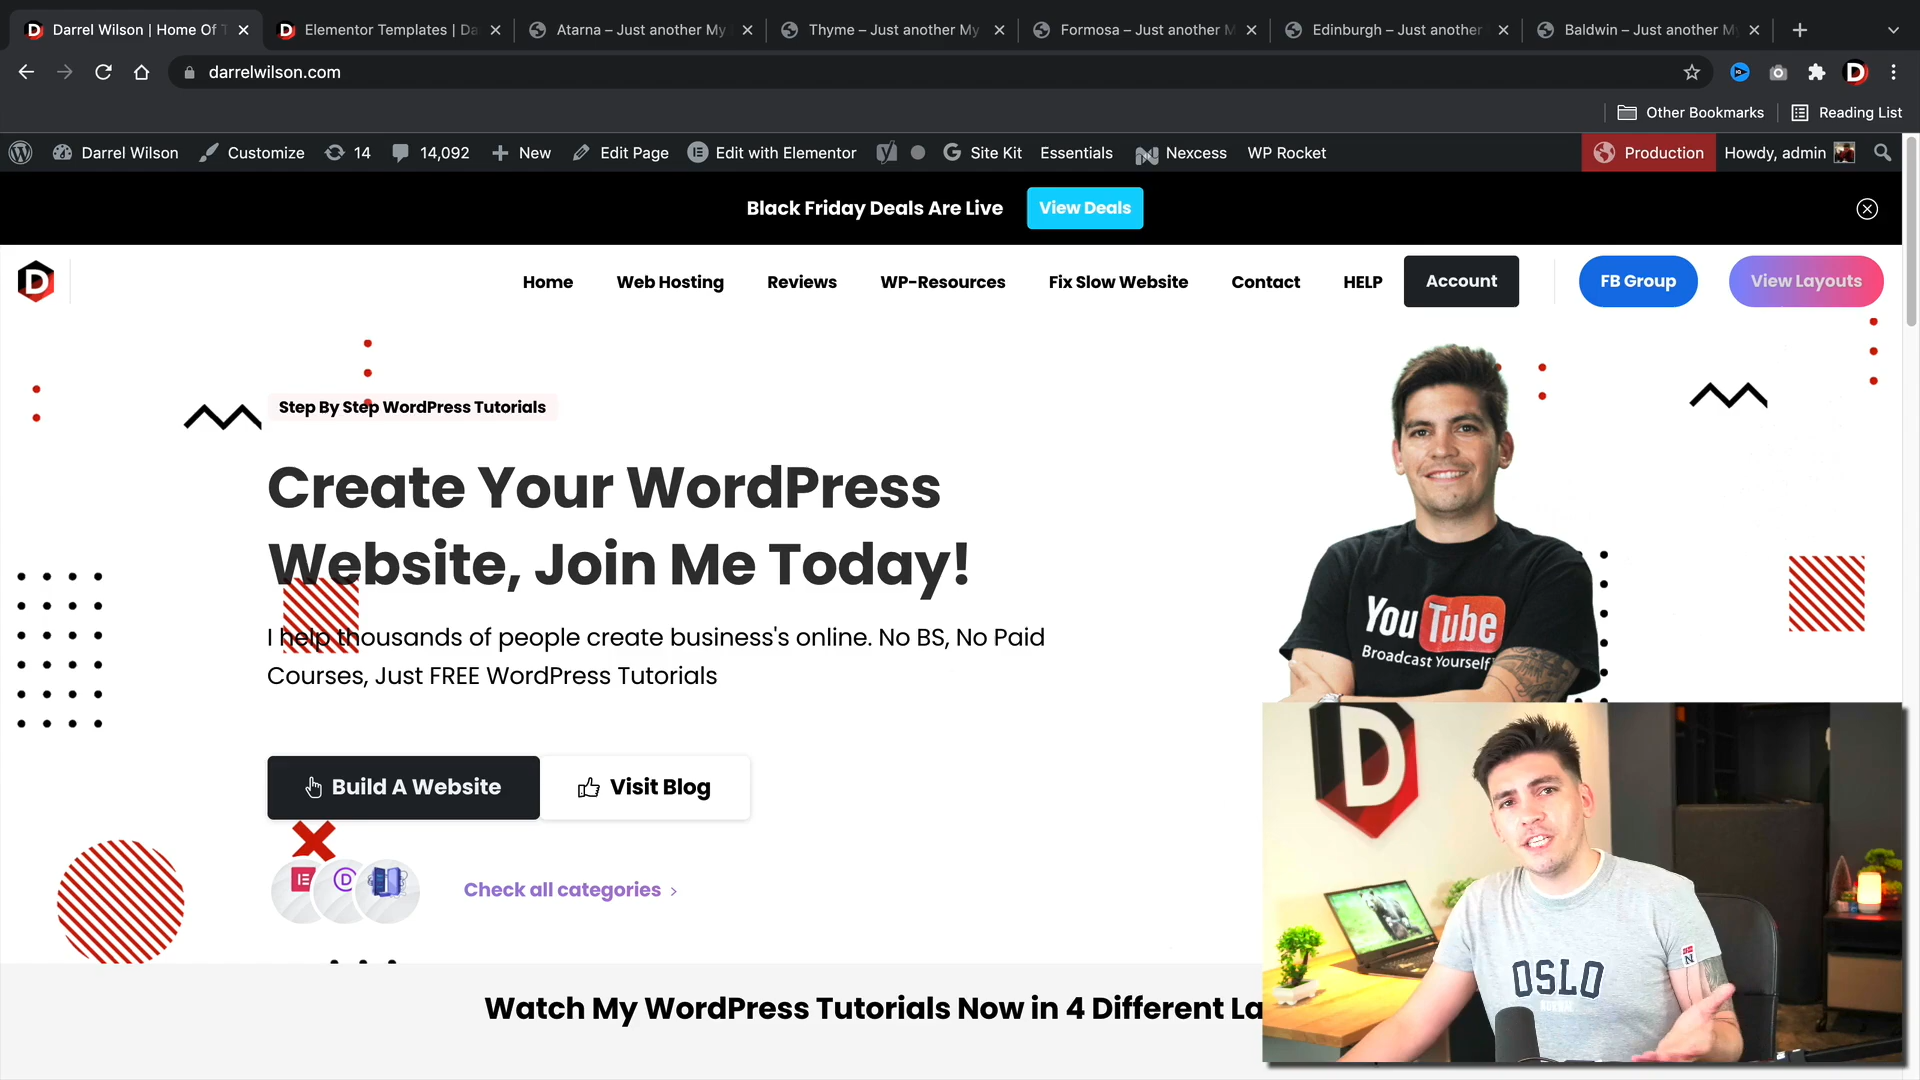 Darrel Wilson | Home Of T
Elementor Templates | Da
Atarna – Just another My
Thyme – Just another My
Formosa – Just another M
Edinburgh – Just another
Baldwin – Just another My
darrelwilson.com
Other Bookmarks
Reading List
Darrel Wilson
Customize
14
14,092
New
Edit Page
Edit with Elementor
Site Kit
Essentials
Nexcess
WP Rocket
Production
Howdy, admin
Black Friday Deals Are Live
View Deals
Home
Web Hosting
Reviews
WP-Resources
Fix Slow Website
Contact
HELP
Account
FB Group
View Layouts
Step By Step WordPress Tutorials
Create Your WordPress
Website, Join Me Today!
I help thousands of people create business's online. No BS, No Paid
Courses, Just FREE WordPress Tutorials
YouTube
Broadcast Yourself
Build A Website
Visit Blog
Check all categories
Watch My WordPress Tutorials Now in 4 Different La
D
OSLO
NORWAY